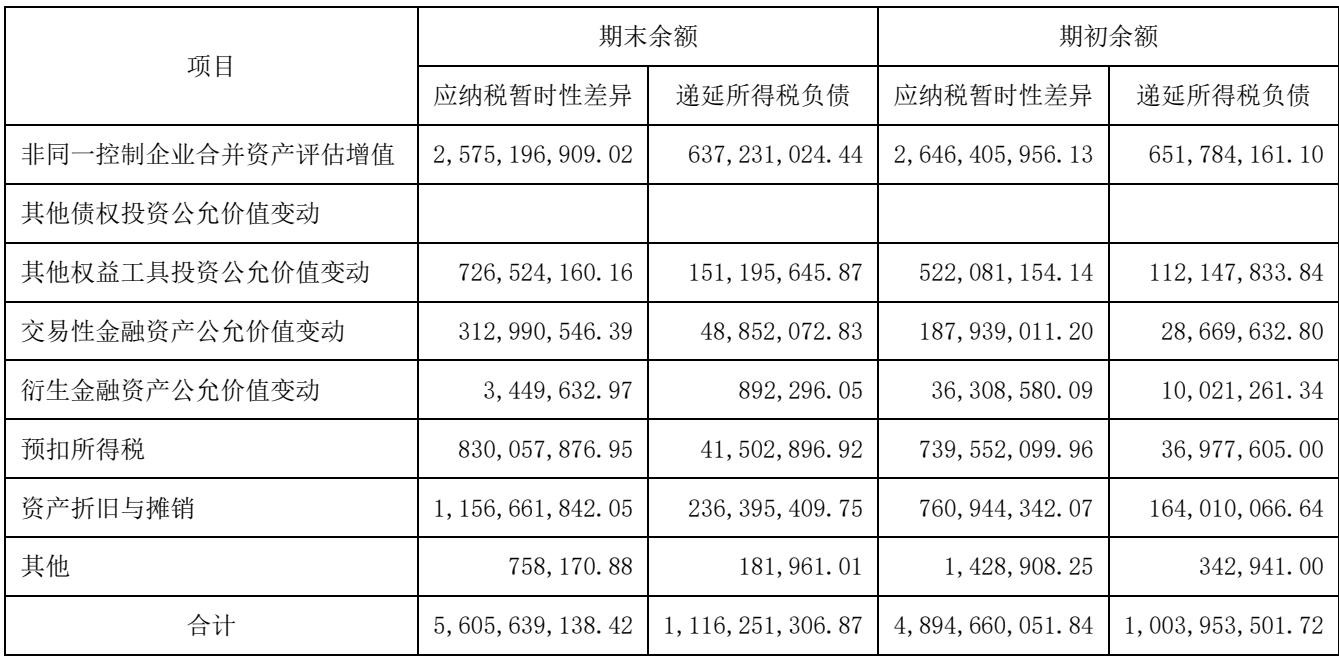 项目 期末余额 期初余额
应纳税暂时性差异 递延所得税负债 应纳税暂时性差异 递延所得税负债
非同一控制企业合并资产评估增值 2,575,196,909.02 637,231,024.44 2,646,405,956.13 651,784,161.10
其他债权投资公允价值变动
其他权益工具投资公允价值变动 726,524,160.16 151,195,645.87 522,081,154.14 112,147,833.84
交易性金融资产公允价值变动 312,990,546.39 48,852,072.83 187,939,011.20 28,669,632.80
衍生金融资产公允价值变动 3,449,632.97 892,296.05 36,308,580.09 10,021,261.34
预扣所得税 830,057,876.95 41,502,896.92 739,552,099.96 36,977,605.00
资产折旧与摊销 1,156,661,842.05 236,395,409.75 760,944,342.07 164,010,066.64
其他 758,170.88 181,961.01 1,428,908.25 342,941.00
合计 5,605,639,138.42 1,116,251,306.87 4,894,660,051.84 1,003,953,501.72